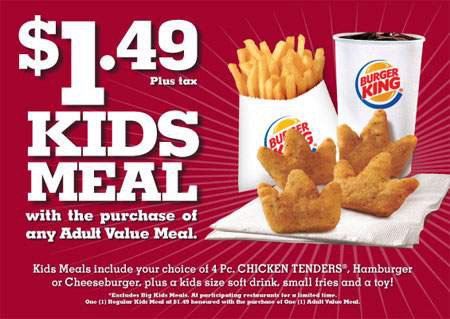 $1.49
Plus tax
KIDS
MEAL
with the purchase of
any Adult Value Meal.
BURGER
KING
BURGER
KING
Kids Meals include your choice of 4 Pc. CHICKEN TENDERS®, Hamburger
or Cheeseburger, plus a kids size soft drink, small fries and a toy!
*Excludes Big Kids Meals. At participating restaurants for a limited time.
One (1) Regular Kids Meal at $1.49 honoured with the purchase of One (1) Adult Value Meal.